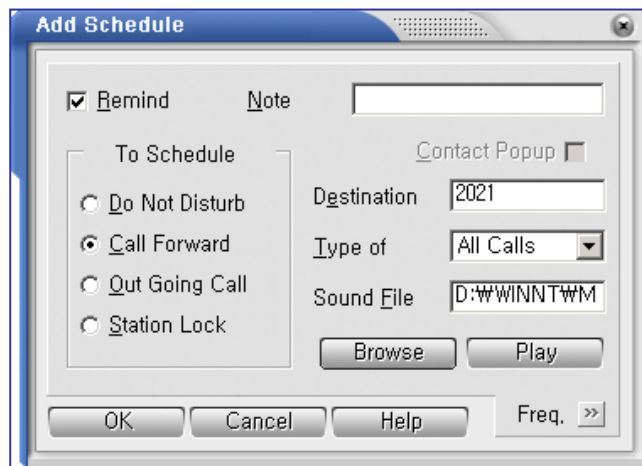 Add Schedule
Remind Note
Contact Popup
To Schedule
Do Not Disturb
Call Forward
Out Going Call
Station Lock
Destination 2021
Type of All Calls
Sound File D:₩WINNT₩M
Browse Play
OK Cancel Help Freq. >>